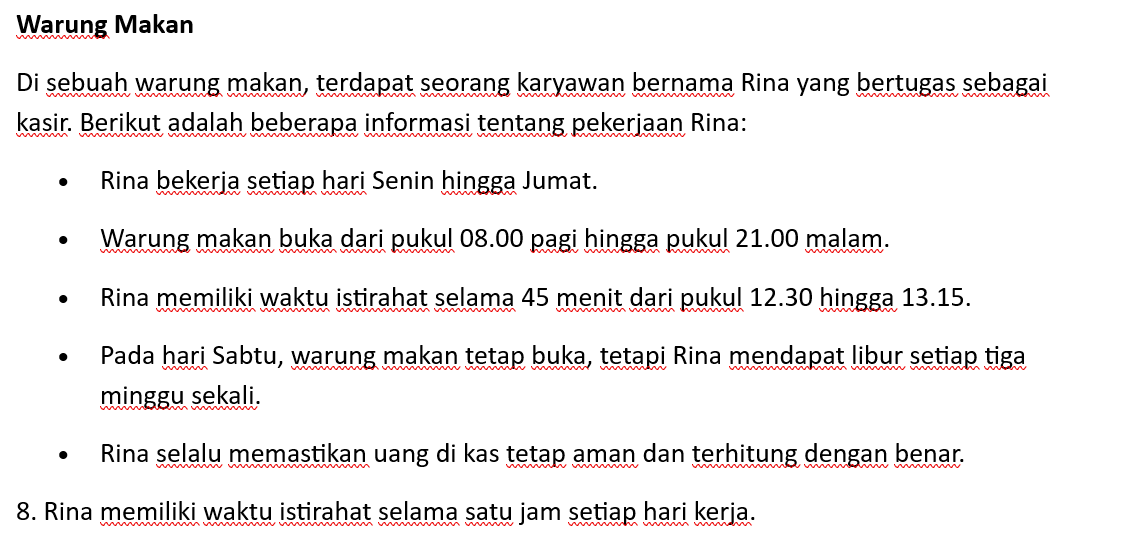 Warung Makan
Di sebuah warung makan, terdapat seorang karyawan bernama Rina yang bertugas sebagai
kasir. Berikut adalah beberapa informasi tentang pekerjaan Rina:
• Rina bekerja setiap hari Senin hingga Jumat.
• Warung makan buka dari pukul 08.00 pagi hingga pukul 21.00 malam.
• Rina memiliki waktu istirahat selama 45 menit dari pukul 12.30 hingga 13.15.
• Pada hari Sabtu, warung makan tetap buka, tetapi Rina mendapat libur setiap tiga
minggu sekali.
• Rina selalu memastikan uang di kas tetap aman dan terhitung dengan benar.
8. Rina memiliki waktu istirahat selama satu jam setiap hari kerja.